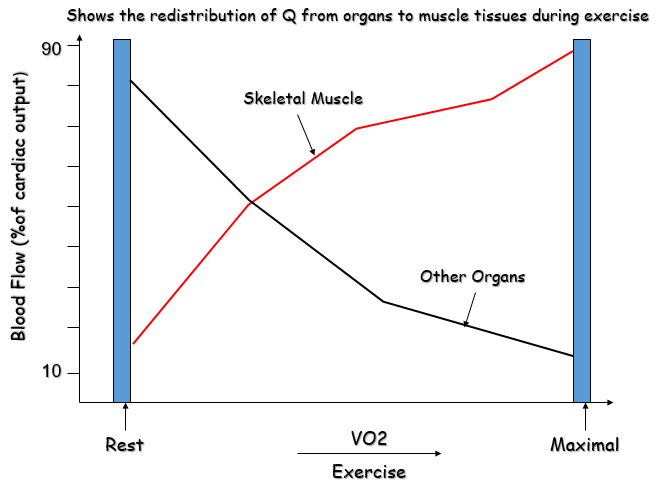 Shows the redistribution of Q from organs to muscle tissues during exercise
90
Skeletal Muscle
Blood Flow (%of cardiac output)
Other Organs
10
Rest
VO2
Maximal
Exercise